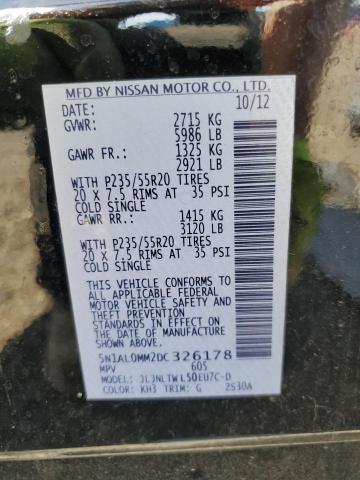 MFD BY NISSAN MOTOR CO., LTD.
DATE: 10/12
GVWR: 2715 KG
5986 LB
GAWR FR.: 1325 KG
2921 LB
WITH P235/55R20 TIRES
20 X 7.5 RIMS AT 35 PSI
COLD SINGLE
GAWR RR.: 1415 KG
3120 LB
WITH P235/55R20 TIRES
20 X 7.5 RIMS AT 35 PSI
COLD SINGLE
THIS VEHICLE CONFORMS TO
ALL APPLICABLE FEDERAL
MOTOR VEHICLE SAFETY AND
THEFT PREVENTION
STANDARDS IN EFFECT ON
THE DATE OF MANUFACTURE
SHOWN ABOVE.
5N1AL0MM2DC326178
MPV 605
MODEL: JL3NLTWL50EU7C-D
COLOR: KH3 TRIM: G 2530A